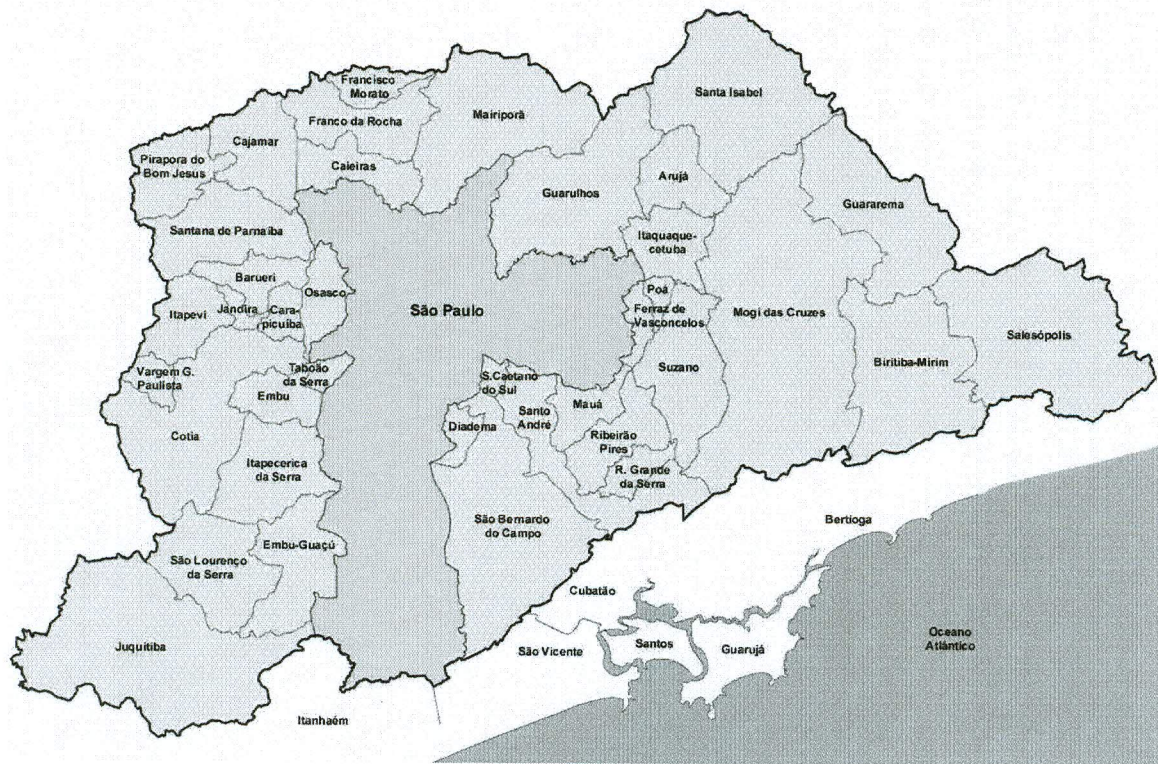 Francisco
Morato
Mairiporã
Santa Isabel
Franco da Rocha
Cajamar
Pirapora do
Bom Jesus
Caieiras
Arujá
Guarulhos
Guararema
Santana de Parnaíba
Itaquaque-
cetuba
Barueri
Osasco
Poá
Itapevi
Jandira
Cara-
picuíba
São Paulo
Ferraz de
Vasconcelos
Mogi das Cruzes
Salesópolis
Vargem G.
Paulista
Taboão
da Serra
Embu
S.Caetano
do Sul
Suzano
Biritiba-Mirim
Mauá
Santo
André
Diadema
Cotia
Ribeirão
Pires
Itapecerica
da Serra
R. Grande
da Serra
São Bernardo
do Campo
Bertioga
Embu-Guaçú
São Lourenço
da Serra
Cubatão
Juquitiba
São Vicente
Santos
Guarujá
Oceano
Atlântico
Itanhaém